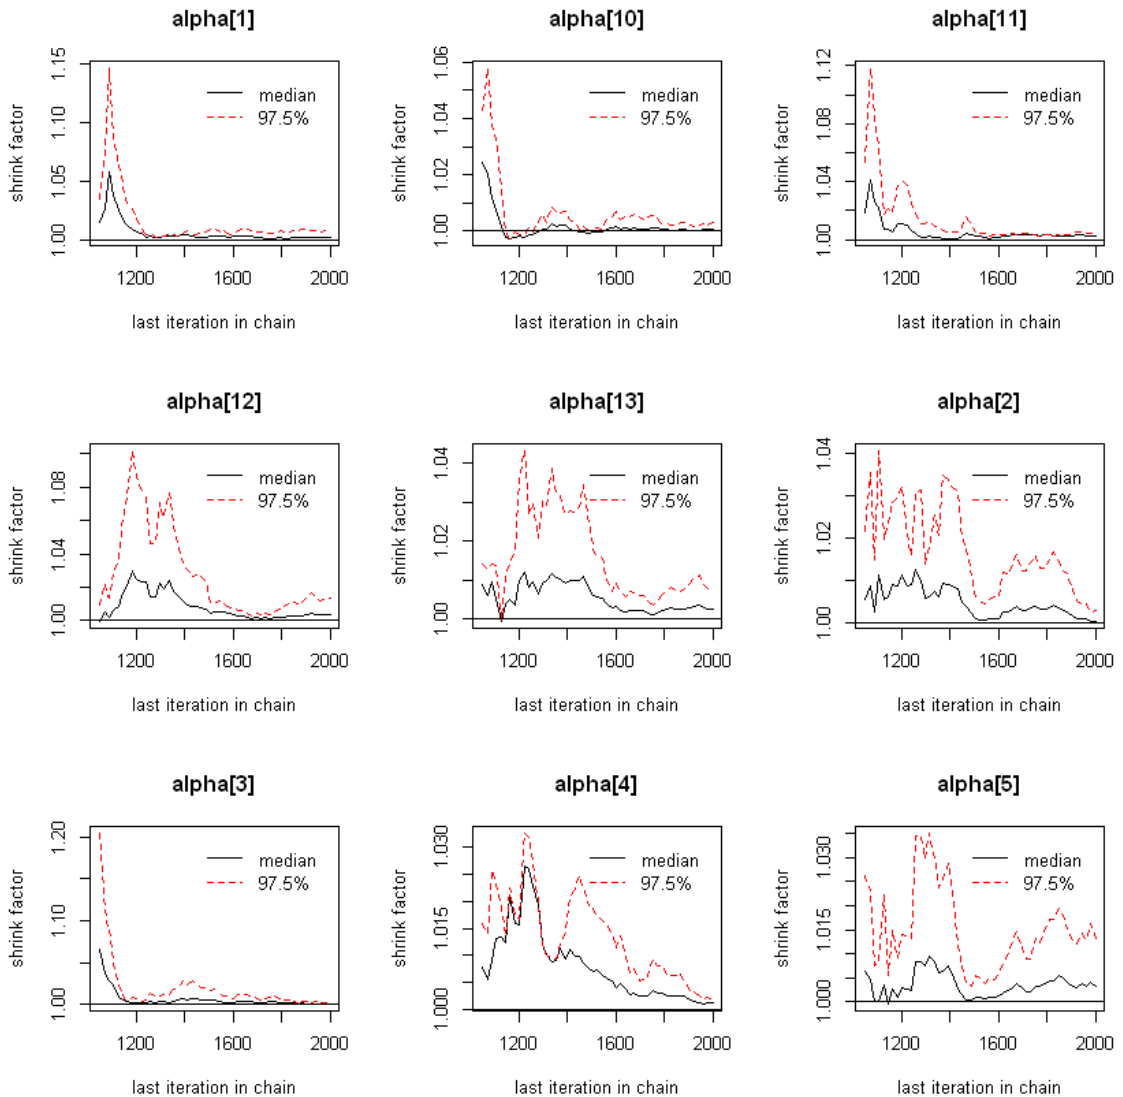 alpha[1]
shrink factor
1.00 1.05 1.10 1.15
median
97.5%
1200 1600 2000
last iteration in chain
alpha[10]
shrink factor
1.00 1.02 1.04 1.06
median
97.5%
1200 1600 2000
last iteration in chain
alpha[11]
shrink factor
1.00 1.04 1.08 1.12
median
97.5%
1200 1600 2000
last iteration in chain
alpha[12]
shrink factor
1.00 1.04 1.08
median
97.5%
1200 1600 2000
last iteration in chain
alpha[13]
shrink factor
1.00 1.02 1.04
median
97.5%
1200 1600 2000
last iteration in chain
alpha[2]
shrink factor
1.00 1.02 1.04
median
97.5%
1200 1600 2000
last iteration in chain
alpha[3]
shrink factor
1.00 1.10 1.20
median
97.5%
1200 1600 2000
last iteration in chain
alpha[4]
shrink factor
1.000 1.015 1.030
median
97.5%
1200 1600 2000
last iteration in chain
alpha[5]
shrink factor
1.000 1.015 1.030
median
97.5%
1200 1600 2000
last iteration in chain